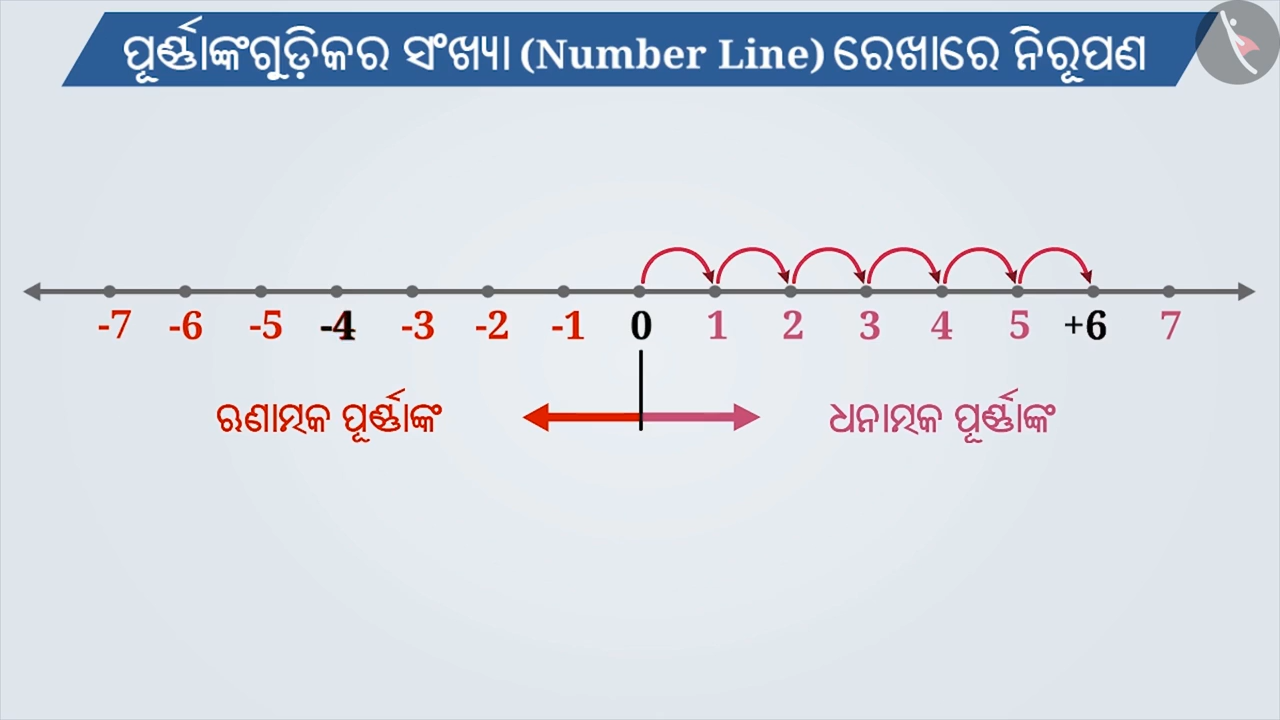 ପୂର୍ଣ୍ଣାଙ୍କଗୁଡ଼ିକର ସଂଖ୍ୟା (Number Line) ରେଖାରେ ନିରୂପଣ
-7 -6 -5 -4 -3 -2 -1 0 1 2 3 4 5 +6 7
ଋଣାତ୍ମକ ପୂର୍ଣ୍ଣାଙ୍କ ଧନାତ୍ମକ ପୂର୍ଣ୍ଣାଙ୍କ